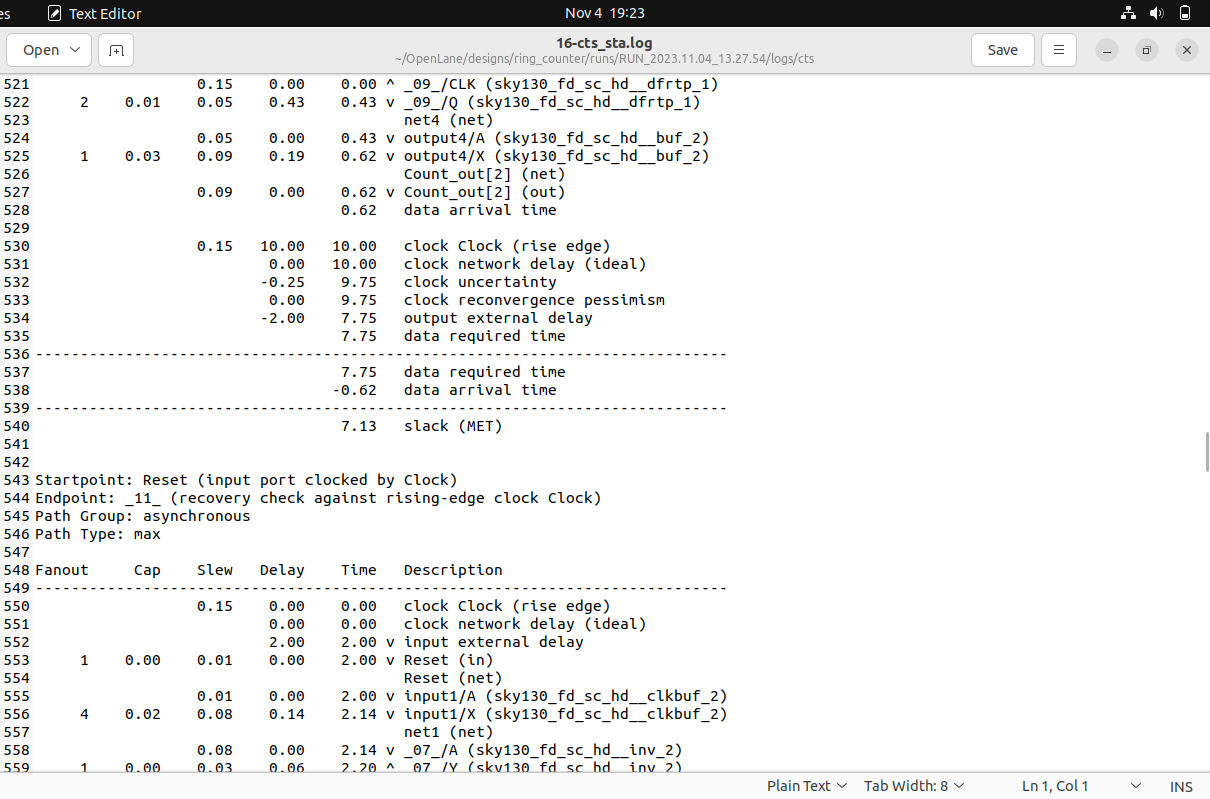 es Text Editor Nov 4 19:23
Open 16-cts_sta.log Save
~/OpenLane/designs/ring_counter/runs/RUN_2023.11.04_13.27.54/logs/cts
521 0.15 0.00 0.00 ^ _09_/CLK (sky130_fd_sc_hd__dfrtp_1)
522 2 0.01 0.05 0.43 0.43 v _09_/Q (sky130_fd_sc_hd__dfrtp_1)
523 net4 (net)
524 0.05 0.00 0.43 v output4/A (sky130_fd_sc_hd__buf_2)
525 1 0.03 0.09 0.19 0.62 v output4/X (sky130_fd_sc_hd__buf_2)
526 Count_out[2] (net)
527 0.09 0.00 0.62 v Count_out[2] (out)
528 0.62 data arrival time
529
530 0.15 10.00 10.00 clock Clock (rise edge)
531 0.00 10.00 clock network delay (ideal)
532 -0.25 9.75 clock uncertainty
533 0.00 9.75 clock reconvergence pessimism
534 -2.00 7.75 output external delay
535 7.75 data required time
536 -----------------------------------------------------------------------------
537 7.75 data required time
538 -0.62 data arrival time
539 -----------------------------------------------------------------------------
540 7.13 slack (MET)
541
542
543 Startpoint: Reset (input port clocked by Clock)
544 Endpoint: _11_ (recovery check against rising-edge clock Clock)
545 Path Group: asynchronous
546 Path Type: max
547
548 Fanout Cap Slew Delay Time Description
549 -----------------------------------------------------------------------------
550 0.15 0.00 0.00 clock Clock (rise edge)
551 0.00 0.00 clock network delay (ideal)
552 2.00 2.00 v input external delay
553 1 0.00 0.01 0.00 2.00 v Reset (in)
554 Reset (net)
555 0.01 0.00 2.00 v input1/A (sky130_fd_sc_hd__clkbuf_2)
556 4 0.02 0.08 0.14 2.14 v input1/X (sky130_fd_sc_hd__clkbuf_2)
557 net1 (net)
558 0.08 0.00 2.14 v _07_/A (sky130_fd_sc_hd__inv_2)
559 1 0.00 0.03 0.06 2.20 ^ _07_/Y (sky130_fd_sc_hd__inv_2)
Plain Text Tab Width: 8 Ln 1, Col 1 INS